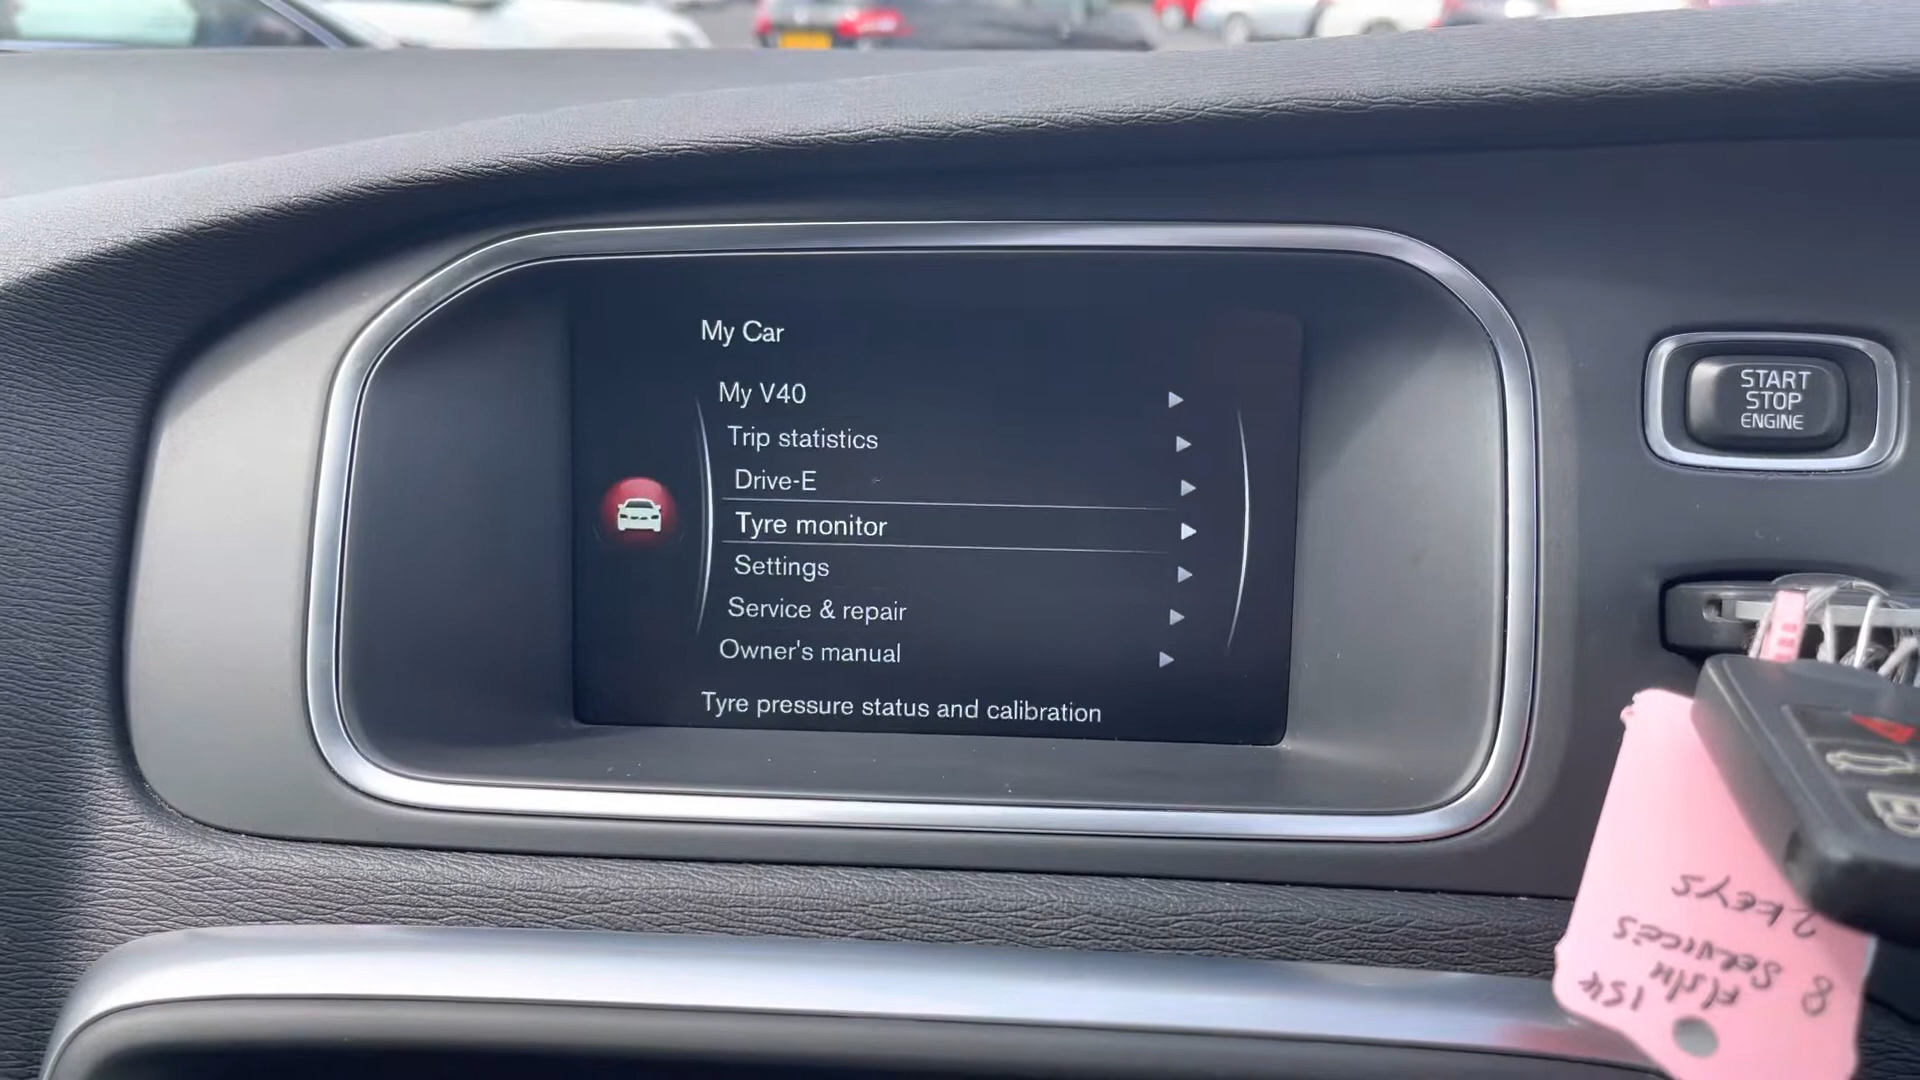 My Car
My V40
Trip statistics
Drive-E
Tyre monitor
Settings
Service & repair
Owner's manual
Tyre pressure status and calibration
START
STOP
ENGINE
154
8 Services
2 keys